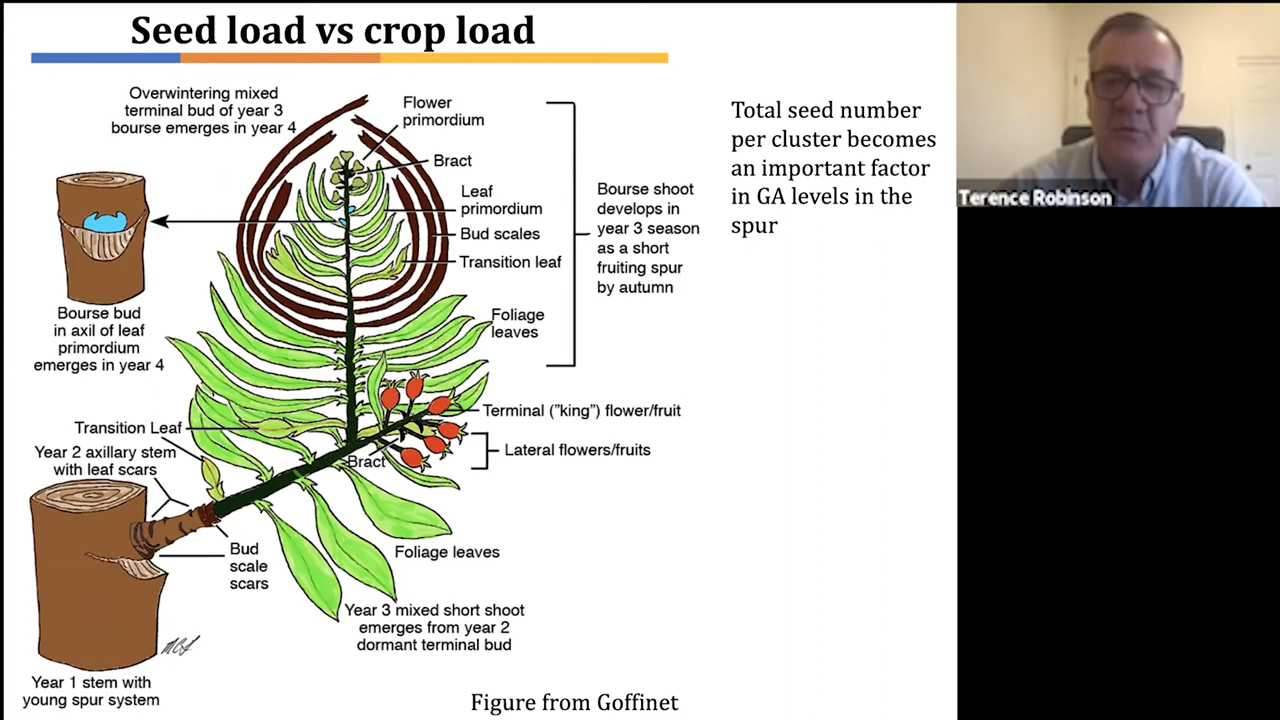 Seed load vs crop load
Overwintering mixed
terminal bud of year 3
bourse emerges in year 4
Flower
primordium
Bract
Leaf
primordium
Bud scales
Transition leaf
Foliage
leaves
Bourse shoot
develops in
year 3 season
as a short
fruiting spur
by autumn
Total seed number
per cluster becomes
an important factor
in GA levels in the
spur
Terence Robinson
Bourse bud
in axil of leaf
primordium
emerges in year 4
Terminal ("king") flower/fruit
Lateral flowers/fruits
Bract
Transition Leaf
Year 2 axillary stem
with leaf scars
Bud
scale
scars
Foliage leaves
Year 3 mixed short shoot
emerges from year 2
dormant terminal bud
Year 1 stem with
young spur system
Figure from Goffinet